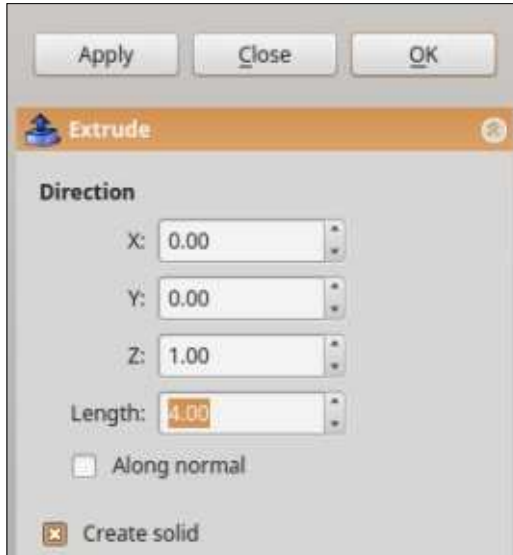 Apply Close OK
Extrude
Direction
X: 0.00
Y: 0.00
Z: 1.00
Length: 4.00
Along normal
Create solid